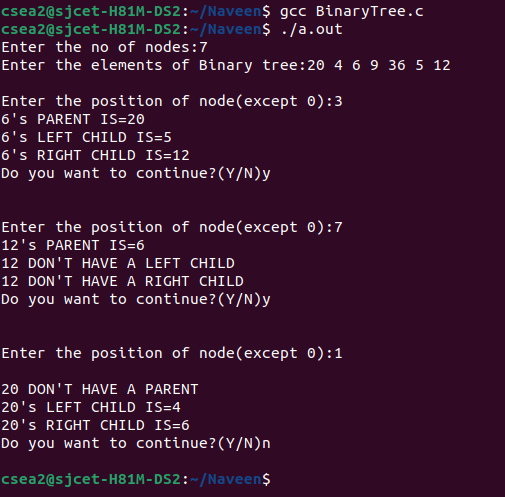 csea2@sjcet-H81M-DS2:~/Naveen$ gcc BinaryTree.c
csea2@sjcet-H81M-DS2:~/Naveen$ ./a.out
Enter the no of nodes:7
Enter the elements of Binary tree:20 4 6 9 36 5 12
Enter the position of node(except 0):3
6's PARENT IS=20
6's LEFT CHILD IS=5
6's RIGHT CHILD IS=12
Do you want to continue?(Y/N)y
Enter the position of node(except 0):7
12's PARENT IS=6
12 DON'T HAVE A LEFT CHILD
12 DON'T HAVE A RIGHT CHILD
Do you want to continue?(Y/N)y
Enter the position of node(except 0):1
20 DON'T HAVE A PARENT
20's LEFT CHILD IS=4
20's RIGHT CHILD IS=6
Do you want to continue?(Y/N)n
csea2@sjcet-H81M-DS2:~/Naveen$